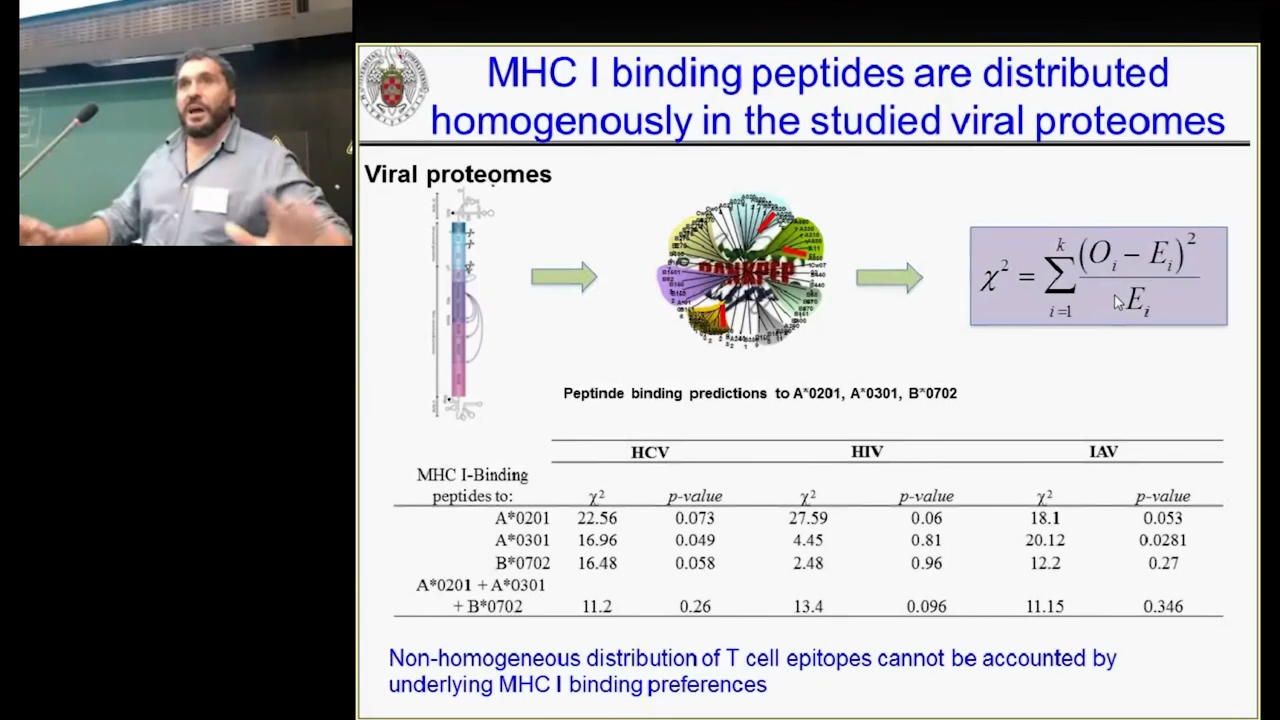 MHC I binding peptides are distributed
homogenously in the studied viral proteomes
Viral proteomes
RANKPEP
χ² = Σ (Oᵢ − Eᵢ)² / Eᵢ
k
i=1
Peptinde binding predictions to A*0201, A*0301, B*0702
HCV HIV IAV
MHC I-Binding
peptides to: χ² p-value χ² p-value χ² p-value
A*0201 22.56 0.073 27.59 0.06 18.1 0.053
A*0301 16.96 0.049 4.45 0.81 20.12 0.0281
B*0702 16.48 0.058 2.48 0.96 12.2 0.27
A*0201 + A*0301
+ B*0702 11.2 0.26 13.4 0.096 11.15 0.346
Non-homogeneous distribution of T cell epitopes cannot be accounted by
underlying MHC I binding preferences